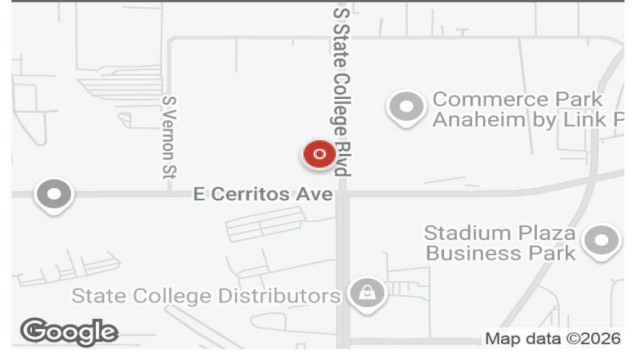 S State College Blvd
Commerce Park
Anaheim by Link P
S Vernon St
E Cerritos Ave
Stadium Plaza
Business Park
State College Distributors
Google
Map data ©2026